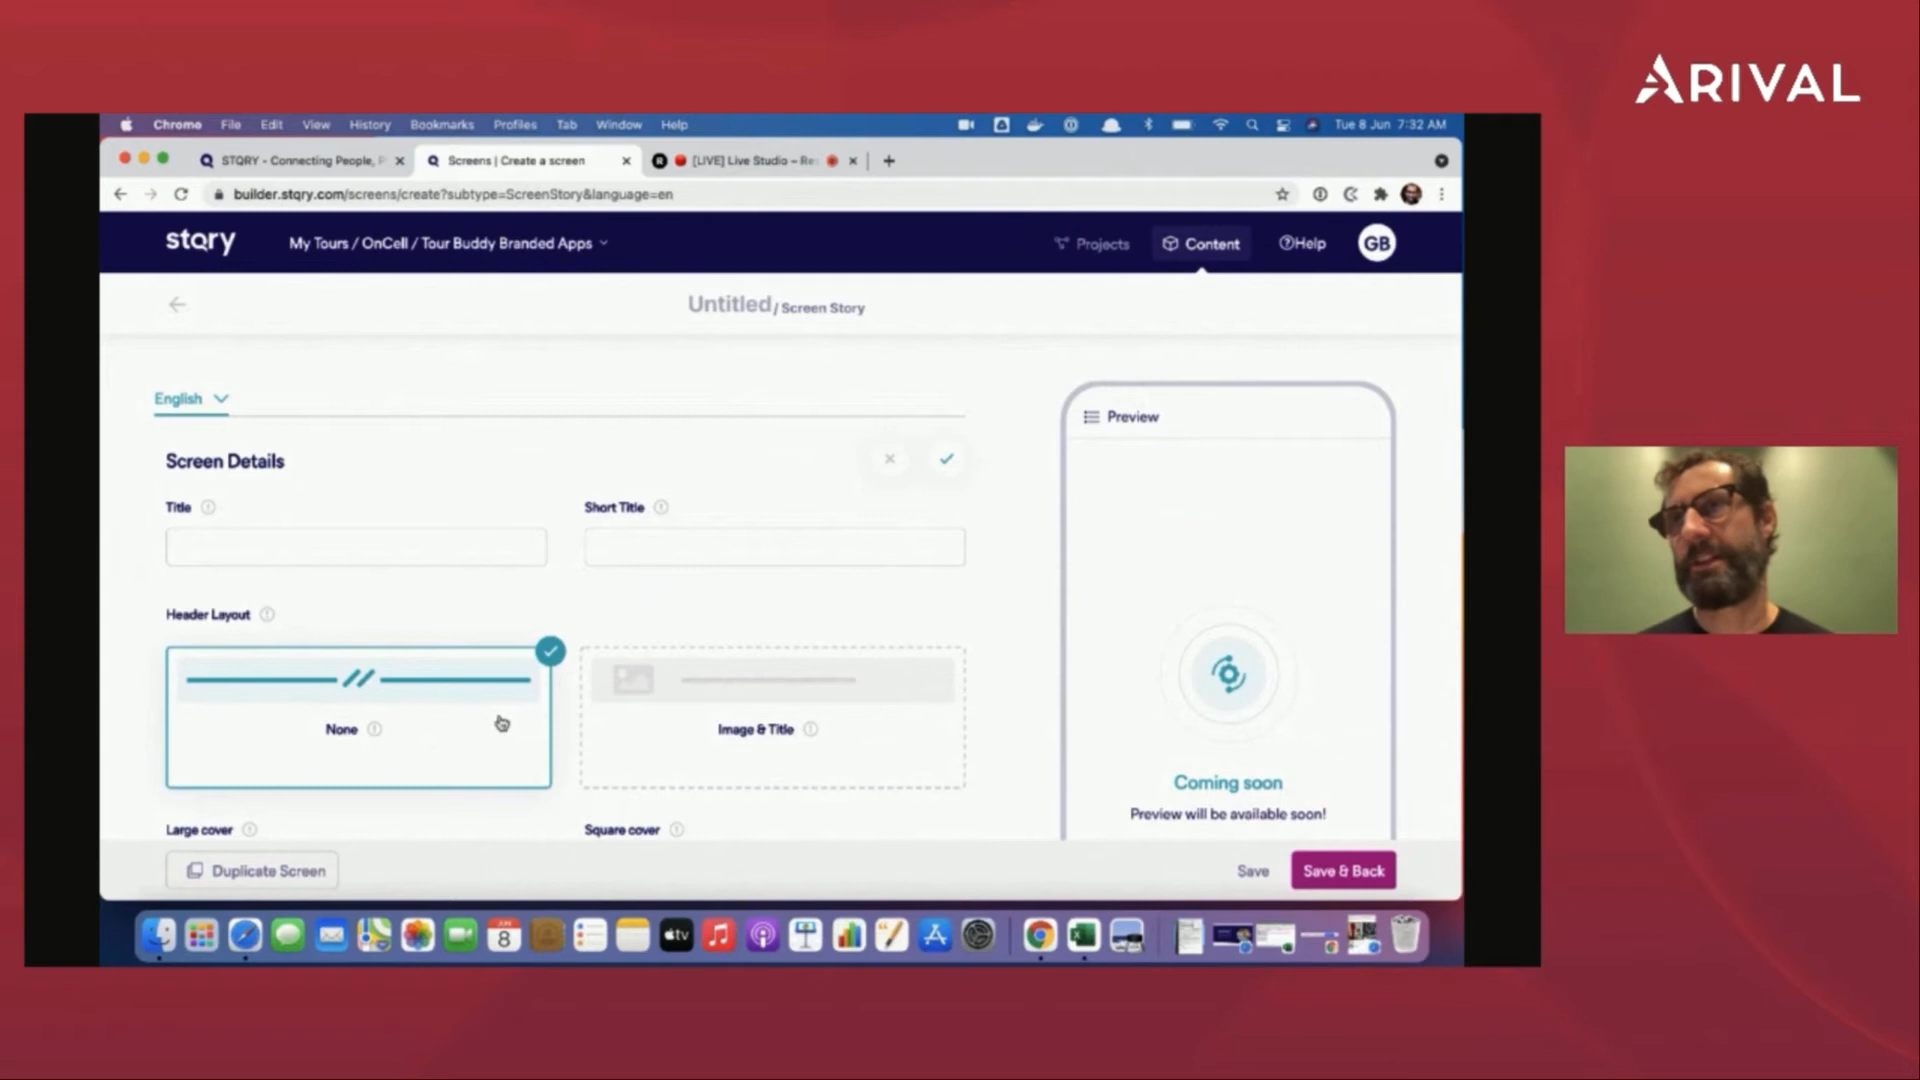 ARIVAL
Chrome File Edit View History Bookmarks Profiles Tab Window Help Tue 8 Jun 7:32 AM
STQRY - Connecting People, P Screens | Create a screen [LIVE] Live Studio – Re
builder.stqry.com/screens/create?subtype=ScreenStory&language=en
stqry My Tours / OnCell / Tour Buddy Branded Apps Projects Content Help GB
Untitled / Screen Story
English
Preview
Screen Details
Title Short Title
Header Layout
None Image & Title
Coming soon
Preview will be available soon!
Large cover Square cover
Duplicate Screen Save Save & Back
JUN
8
tv